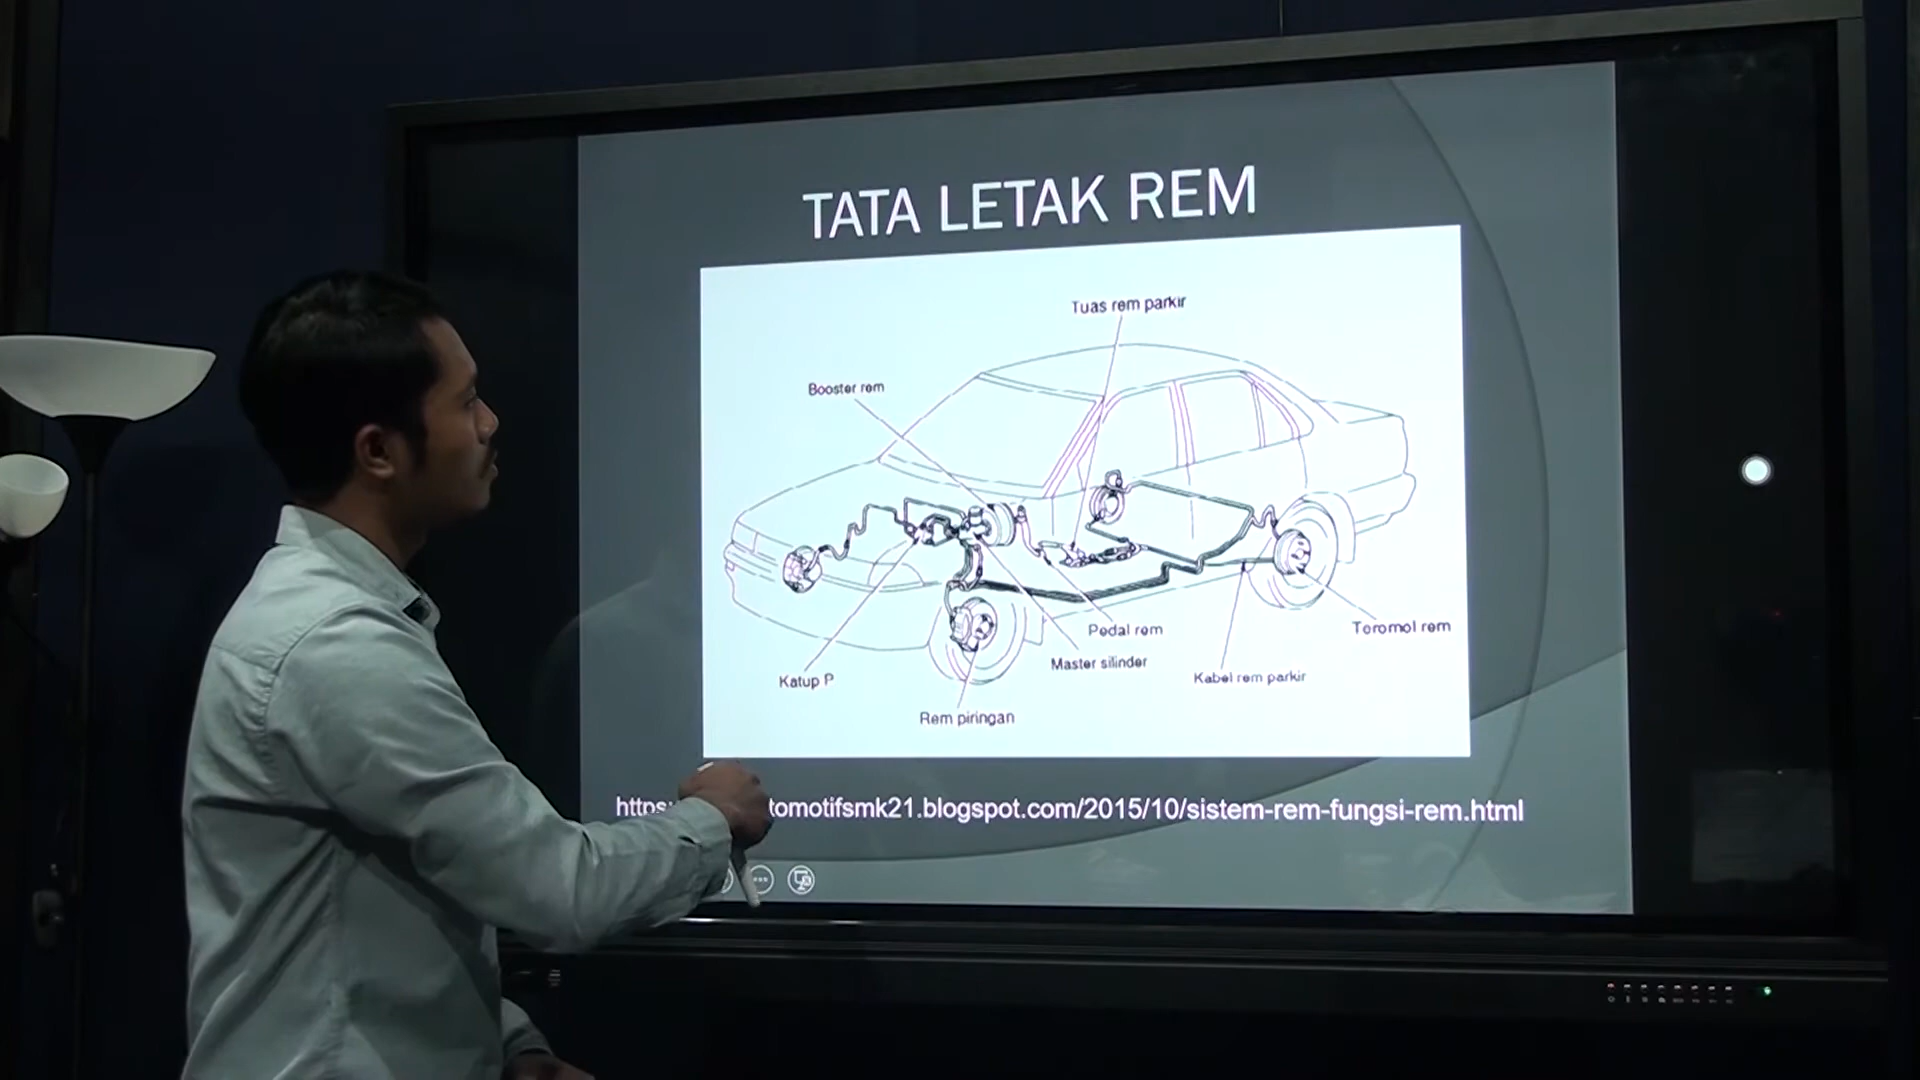 TATA LETAK REM
Tuas rem parkir
Booster rem
Pedal rem
Teromol rem
Master silinder
Kabel rem parkir
Katup P
Rem piringan
https: tomotifsmk21.blogspot.com/2015/10/sistem-rem-fungsi-rem.html